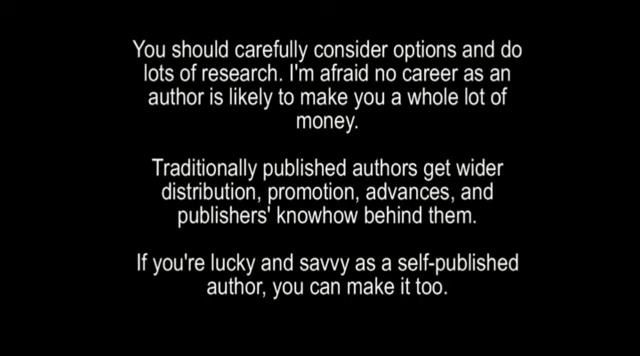 You should carefully consider options and do
lots of research. I'm afraid no career as an
author is likely to make you a whole lot of
money.
Traditionally published authors get wider
distribution, promotion, advances, and
publishers' knowhow behind them.
If you're lucky and savvy as a self-published
author, you can make it too.